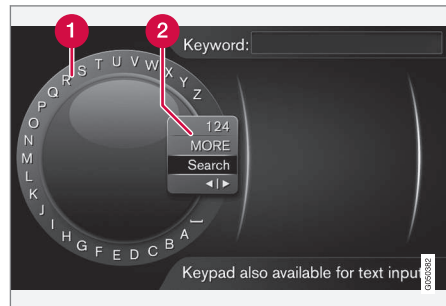 1
2
Keyword:
R S T U V W X Y Z
Q
P
O
N
M
L
K
J
I
H G F E D C B A
124
MORE
Search
◄|►
Keypad also available for text input
G050382